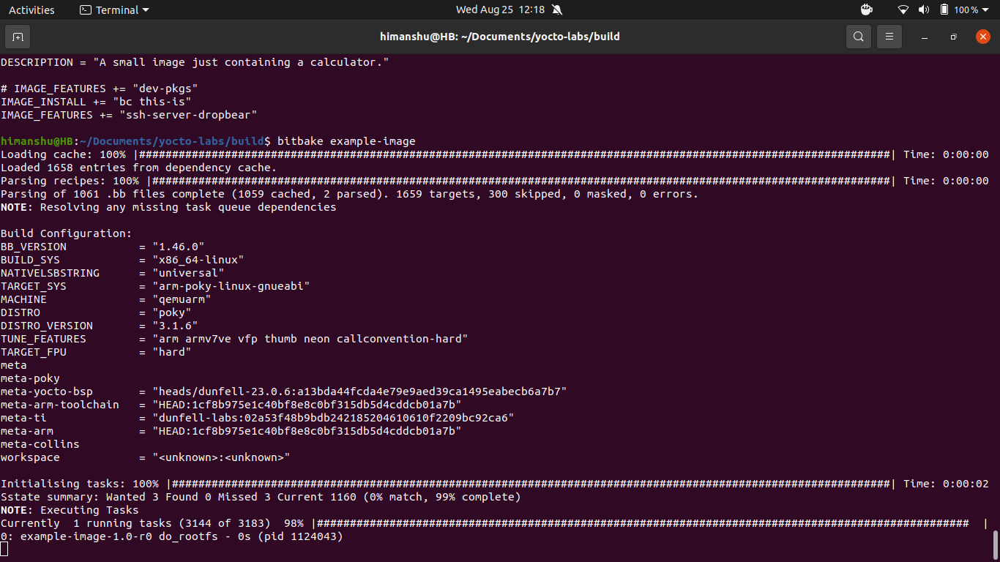 Activities Terminal Wed Aug 25 12:18 100 %
himanshu@HB: ~/Documents/yocto-labs/build
DESCRIPTION = "A small image just containing a calculator."
# IMAGE_FEATURES += "dev-pkgs"
IMAGE_INSTALL += "bc this-is"
IMAGE_FEATURES += "ssh-server-dropbear"
himanshu@HB:~/Documents/yocto-labs/build$ bitbake example-image
Loading cache: 100% |##################################################################################################################| Time: 0:00:00
Loaded 1658 entries from dependency cache.
Parsing recipes: 100% |################################################################################################################| Time: 0:00:00
Parsing of 1061 .bb files complete (1059 cached, 2 parsed). 1659 targets, 300 skipped, 0 masked, 0 errors.
NOTE: Resolving any missing task queue dependencies
Build Configuration:
BB_VERSION           = "1.46.0"
BUILD_SYS            = "x86_64-linux"
NATIVELSBSTRING      = "universal"
TARGET_SYS           = "arm-poky-linux-gnueabi"
MACHINE              = "qemuarm"
DISTRO               = "poky"
DISTRO_VERSION       = "3.1.6"
TUNE_FEATURES        = "arm armv7ve vfp thumb neon callconvention-hard"
TARGET_FPU           = "hard"
meta
meta-poky
meta-yocto-bsp       = "heads/dunfell-23.0.6:a13bda44fcda4e79e9aed39ca1495eabecb6a7b7"
meta-arm-toolchain   = "HEAD:1cf8b975e1c40bf8e8c0bf315db5d4cddcb01a7b"
meta-ti              = "dunfell-labs:02a53f48b9bdb242185204610610f2209bc92ca6"
meta-arm             = "HEAD:1cf8b975e1c40bf8e8c0bf315db5d4cddcb01a7b"
meta-collins
workspace            = "<unknown>:<unknown>"
Initialising tasks: 100% |#############################################################################################################| Time: 0:00:02
Sstate summary: Wanted 3 Found 0 Missed 3 Current 1160 (0% match, 99% complete)
NOTE: Executing Tasks
Currently  1 running tasks (3144 of 3183)  98% |###################################################################################################  |
0: example-image-1.0-r0 do_rootfs - 0s (pid 1124043)